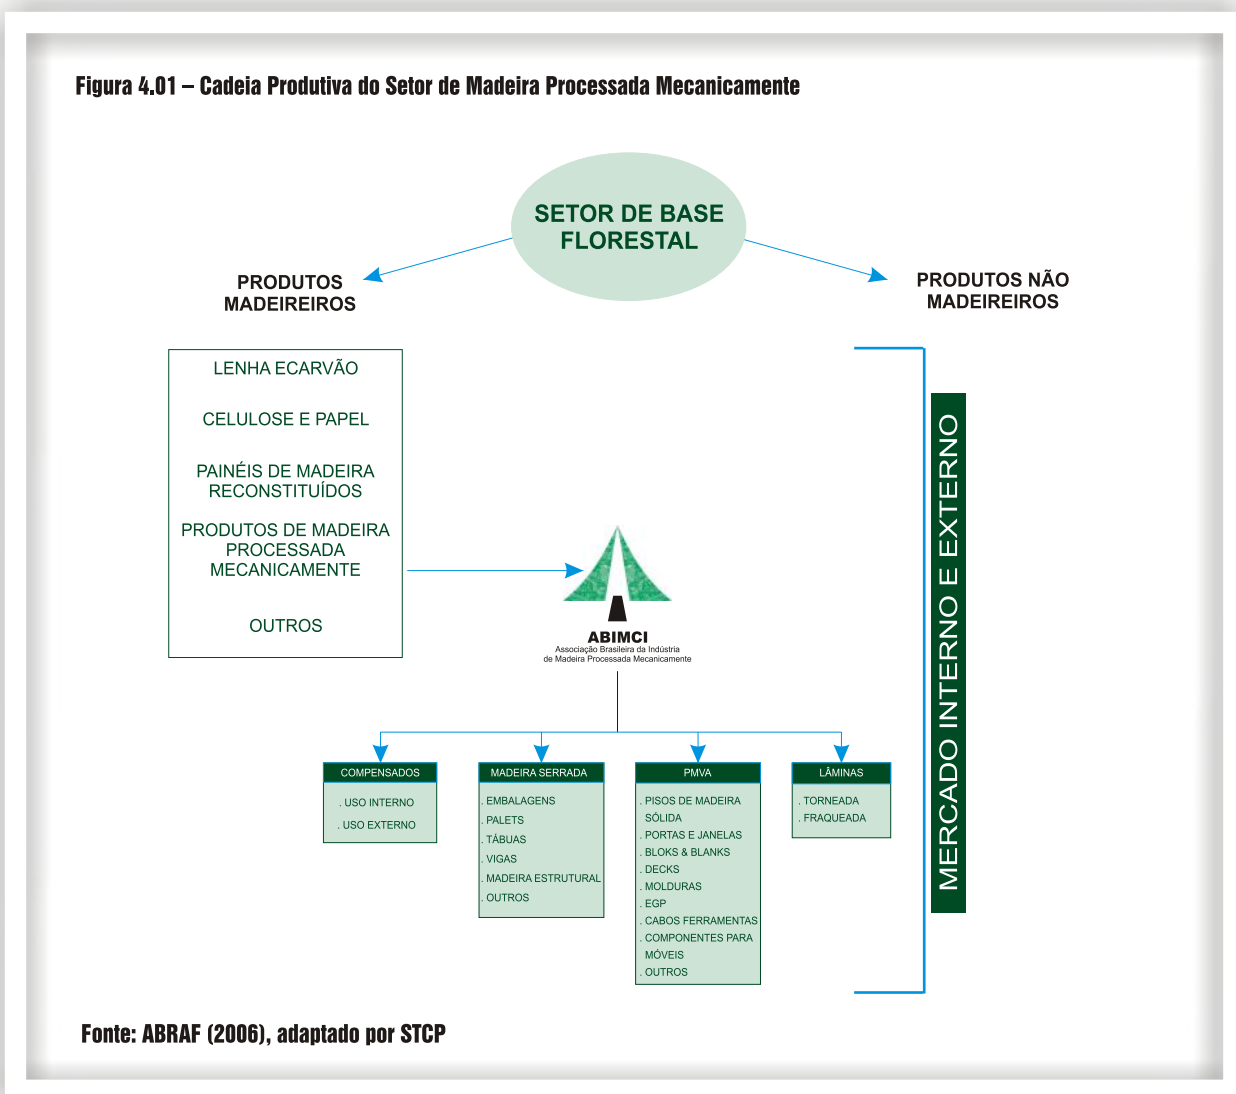 Figura 4.01 – Cadeia Produtiva do Setor de Madeira Processada Mecanicamente
SETOR DE BASE
FLORESTAL
PRODUTOS
MADEIREIROS
PRODUTOS NÃO
MADEIREIROS
LENHA ECARVÃO
CELULOSE E PAPEL
PAINÉIS DE MADEIRA
RECONSTITUÍDOS
PRODUTOS DE MADEIRA
PROCESSADA
MECANICAMENTE
OUTROS
ABIMCI
Associação Brasileira da Indústria
de Madeira Processada Mecanicamente
COMPENSADOS
. USO INTERNO
. USO EXTERNO
MADEIRA SERRADA
. EMBALAGENS
. PALETS
. TÁBUAS
. VIGAS
. MADEIRA ESTRUTURAL
. OUTROS
PMVA
. PISOS DE MADEIRA
SÓLIDA
. PORTAS E JANELAS
. BLOKS & BLANKS
. DECKS
. MOLDURAS
. EGP
. CABOS FERRAMENTAS
. COMPONENTES PARA
MÓVEIS
. OUTROS
LÂMINAS
. TORNEADA
. FRAQUEADA
MERCADO INTERNO E EXTERNO
Fonte: ABRAF (2006), adaptado por STCP